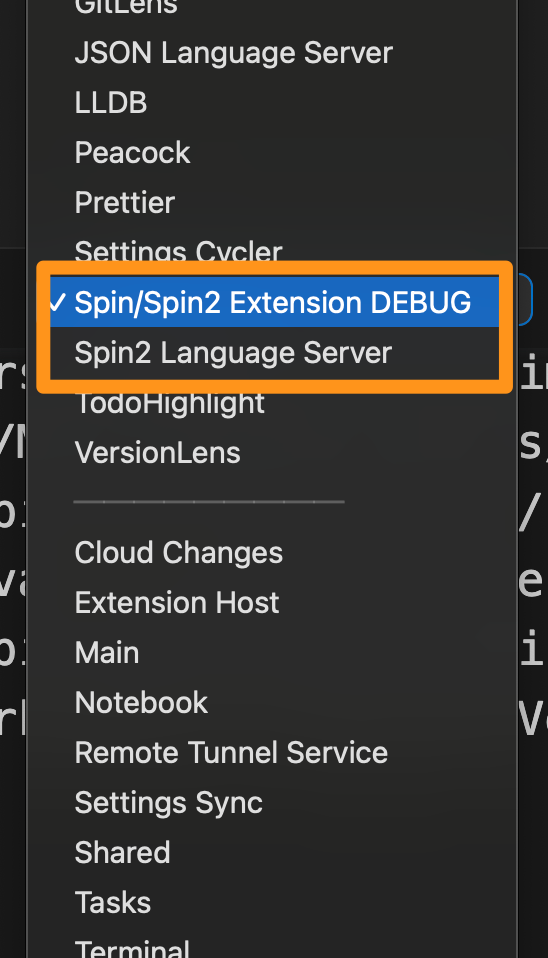 GitLens
JSON Language Server
LLDB
Peacock
Prettier
Settings Cycler
✓ Spin/Spin2 Extension DEBUG
Spin2 Language Server
TodoHighlight
VersionLens
Cloud Changes
Extension Host
Main
Notebook
Remote Tunnel Service
Settings Sync
Shared
Tasks
Terminal